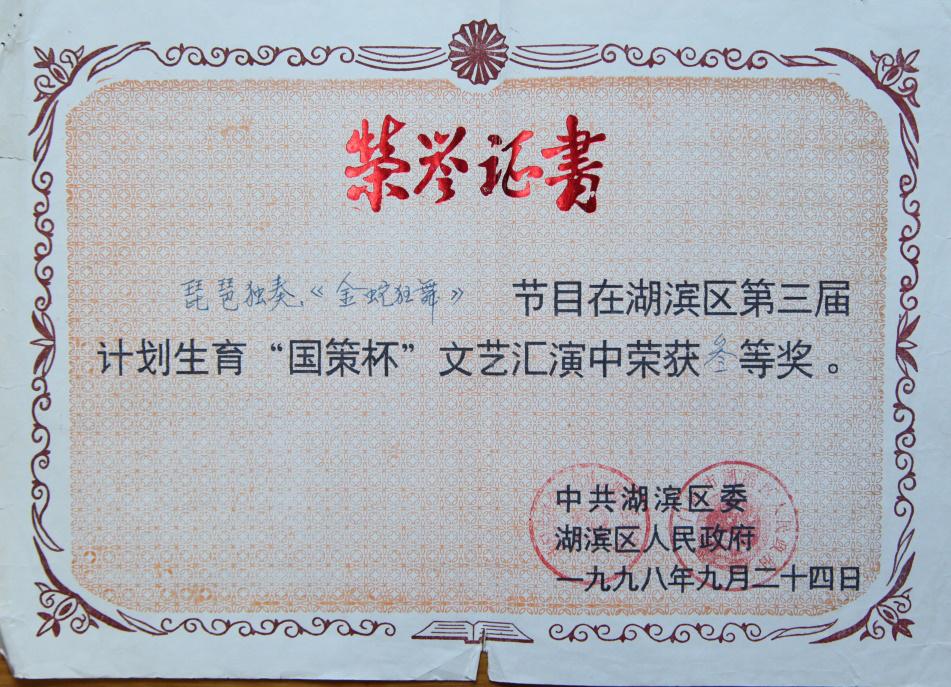 荣誉证书
琵琶独奏、《金蛇狂舞》 节目在湖滨区第三届
计划生育“国策杯”文艺汇演中荣获叁等奖。
中共湖滨区委
湖滨区人民政府
一九九八年九月二十四日